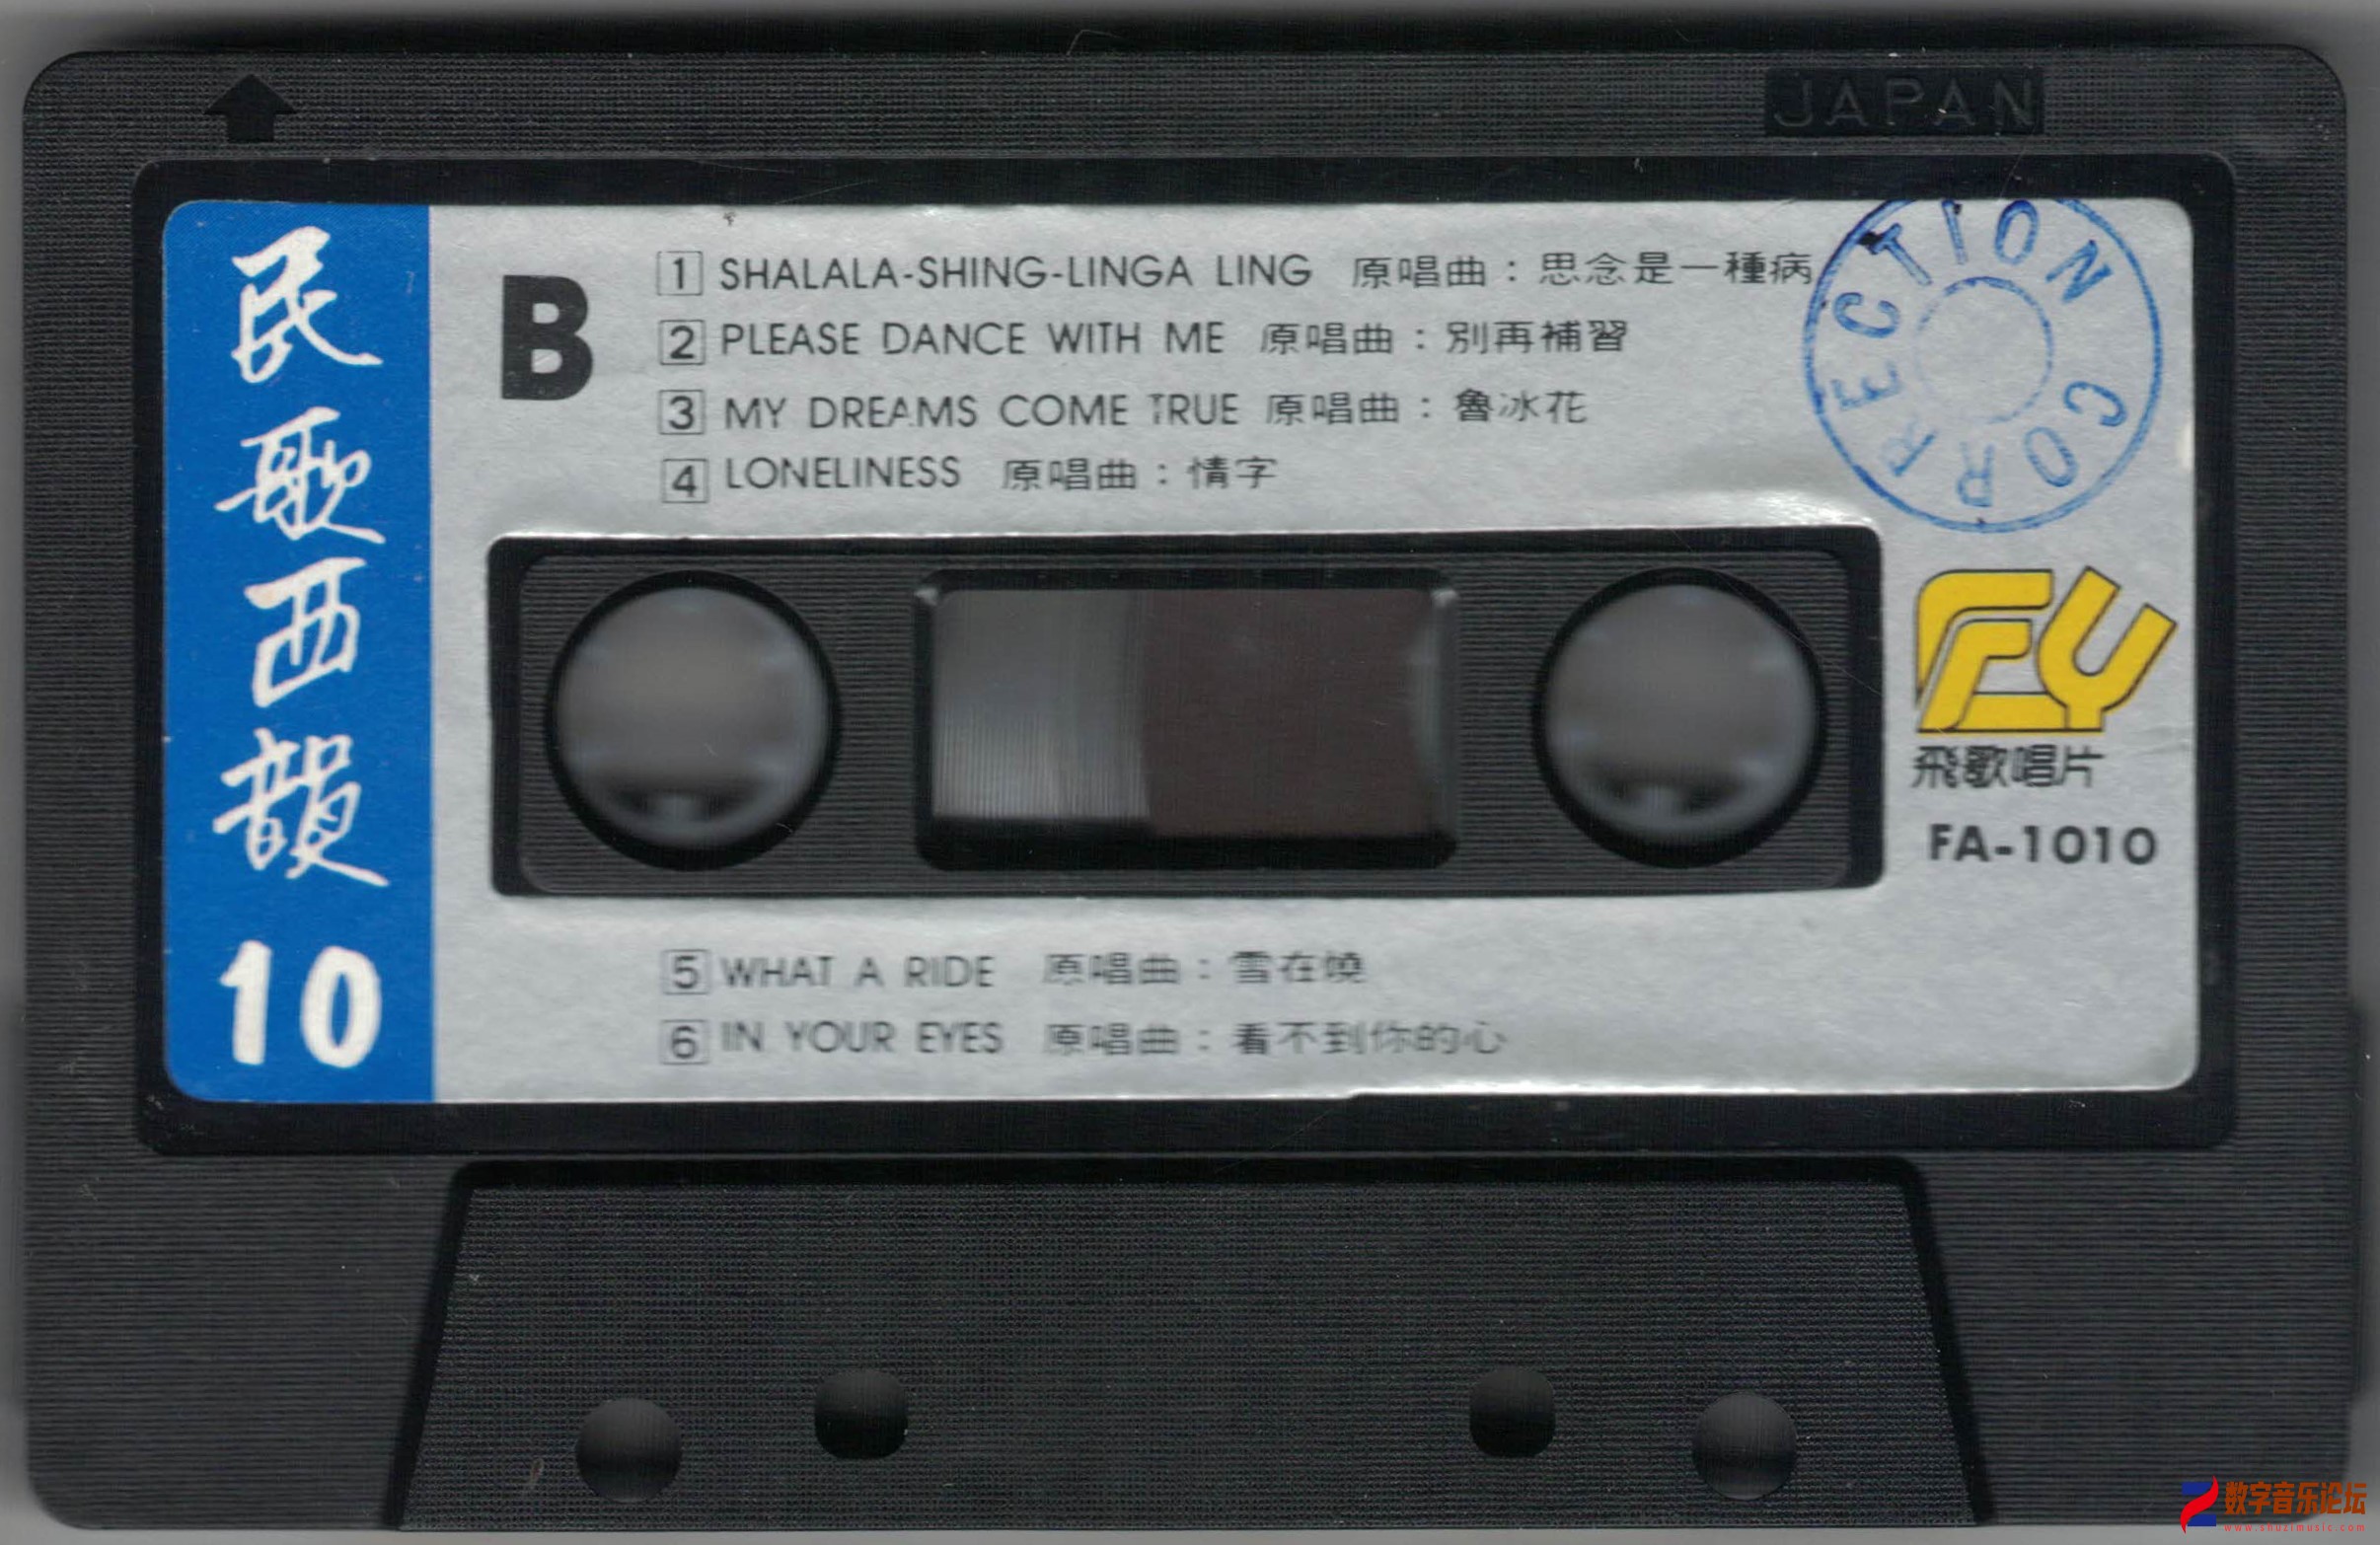 JAPAN
民歌西韻
10
B
1 SHALALA-SHING-LINGA LING 原唱曲：思念是一種病
2 PLEASE DANCE WITH ME 原唱曲：別再補習
3 MY DREAMS COME TRUE 原唱曲：魯冰花
4 LONELINESS 原唱曲：情字
CORRECTION
FLY
飛歌唱片
FA-1010
5 WHAT A RIDE 原唱曲：雪在燒
6 IN YOUR EYES 原唱曲：看不到你的心
数字音乐论坛
www.shuzimusic.com